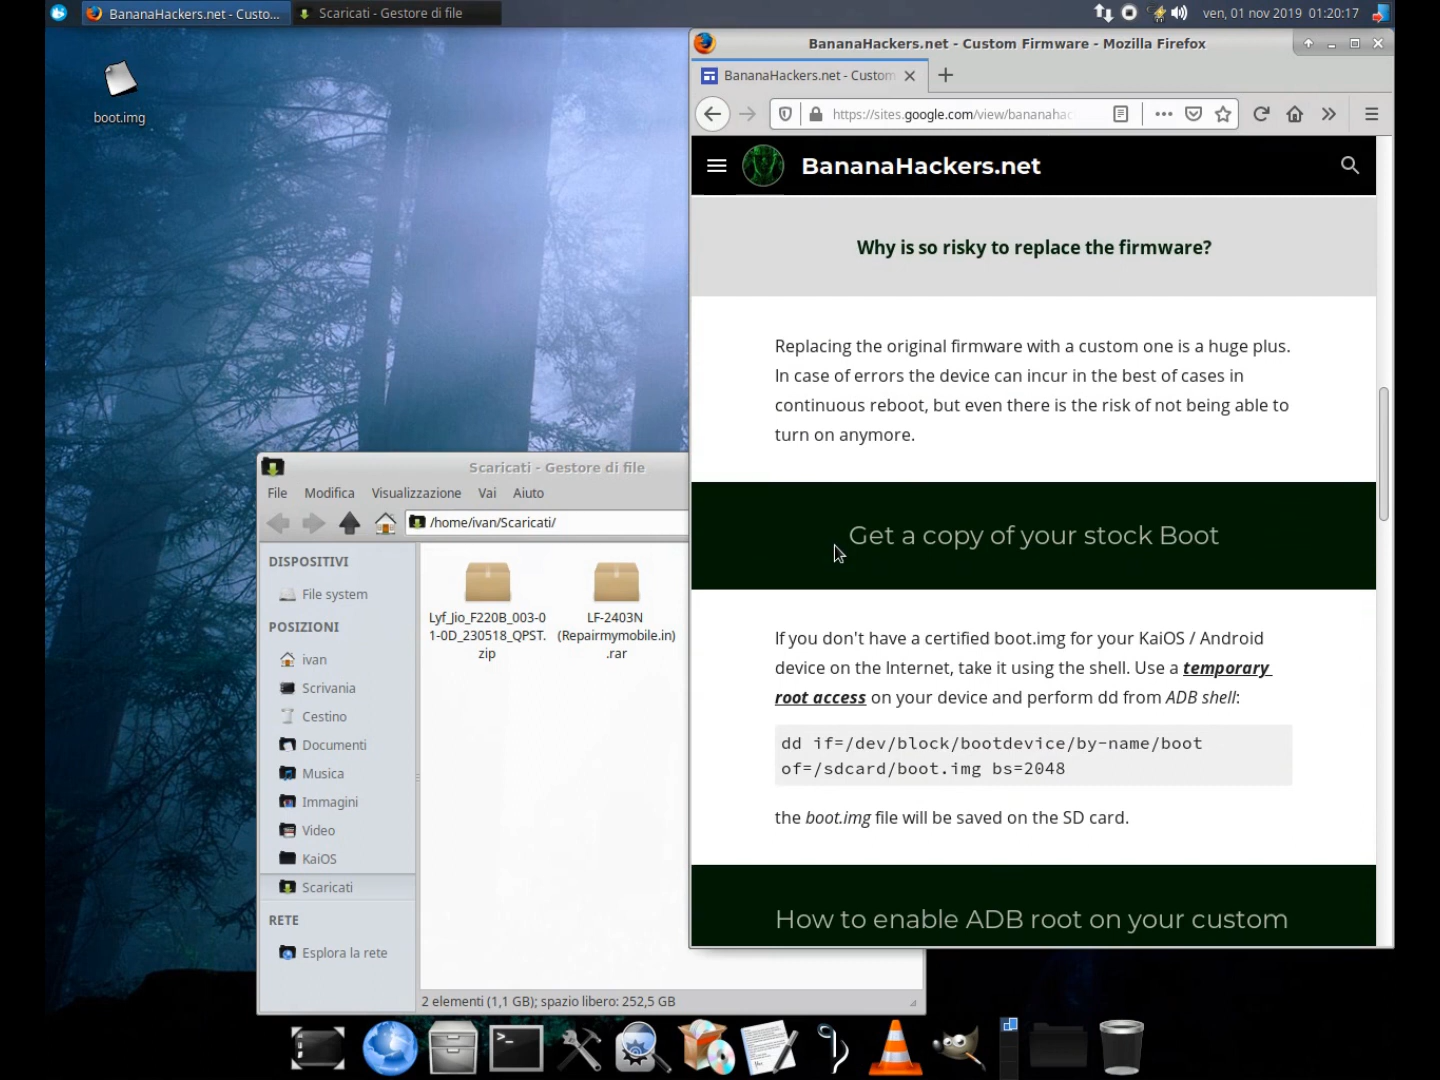 BananaHackers.net - Custo...
Scaricati - Gestore di file
ven, 01 nov 2019 01:20:17
boot.img
BananaHackers.net - Custom Firmware - Mozilla Firefox
BananaHackers.net - Custom
https://sites.google.com/view/bananahac
BananaHackers.net
Why is so risky to replace the firmware?
Replacing the original firmware with a custom one is a huge plus.
In case of errors the device can incur in the best of cases in
continuous reboot, but even there is the risk of not being able to
turn on anymore.
Get a copy of your stock Boot
If you don't have a certified boot.img for your KaiOS / Android
device on the Internet, take it using the shell. Use a temporary
root access on your device and perform dd from ADB shell:
dd if=/dev/block/bootdevice/by-name/boot
of=/sdcard/boot.img bs=2048
the boot.img file will be saved on the SD card.
How to enable ADB root on your custom
Scaricati - Gestore di file
File Modifica Visualizzazione Vai Aiuto
/home/ivan/Scaricati/
DISPOSITIVI
File system
POSIZIONI
ivan
Scrivania
Cestino
Documenti
Musica
Immagini
Video
KaiOS
Scaricati
RETE
Esplora la rete
Lyf_Jio_F220B_003-0
1-0D_230518_QPST.
zip
LF-2403N
(Repairmymobile.in)
.rar
2 elementi (1,1 GB); spazio libero: 252,5 GB